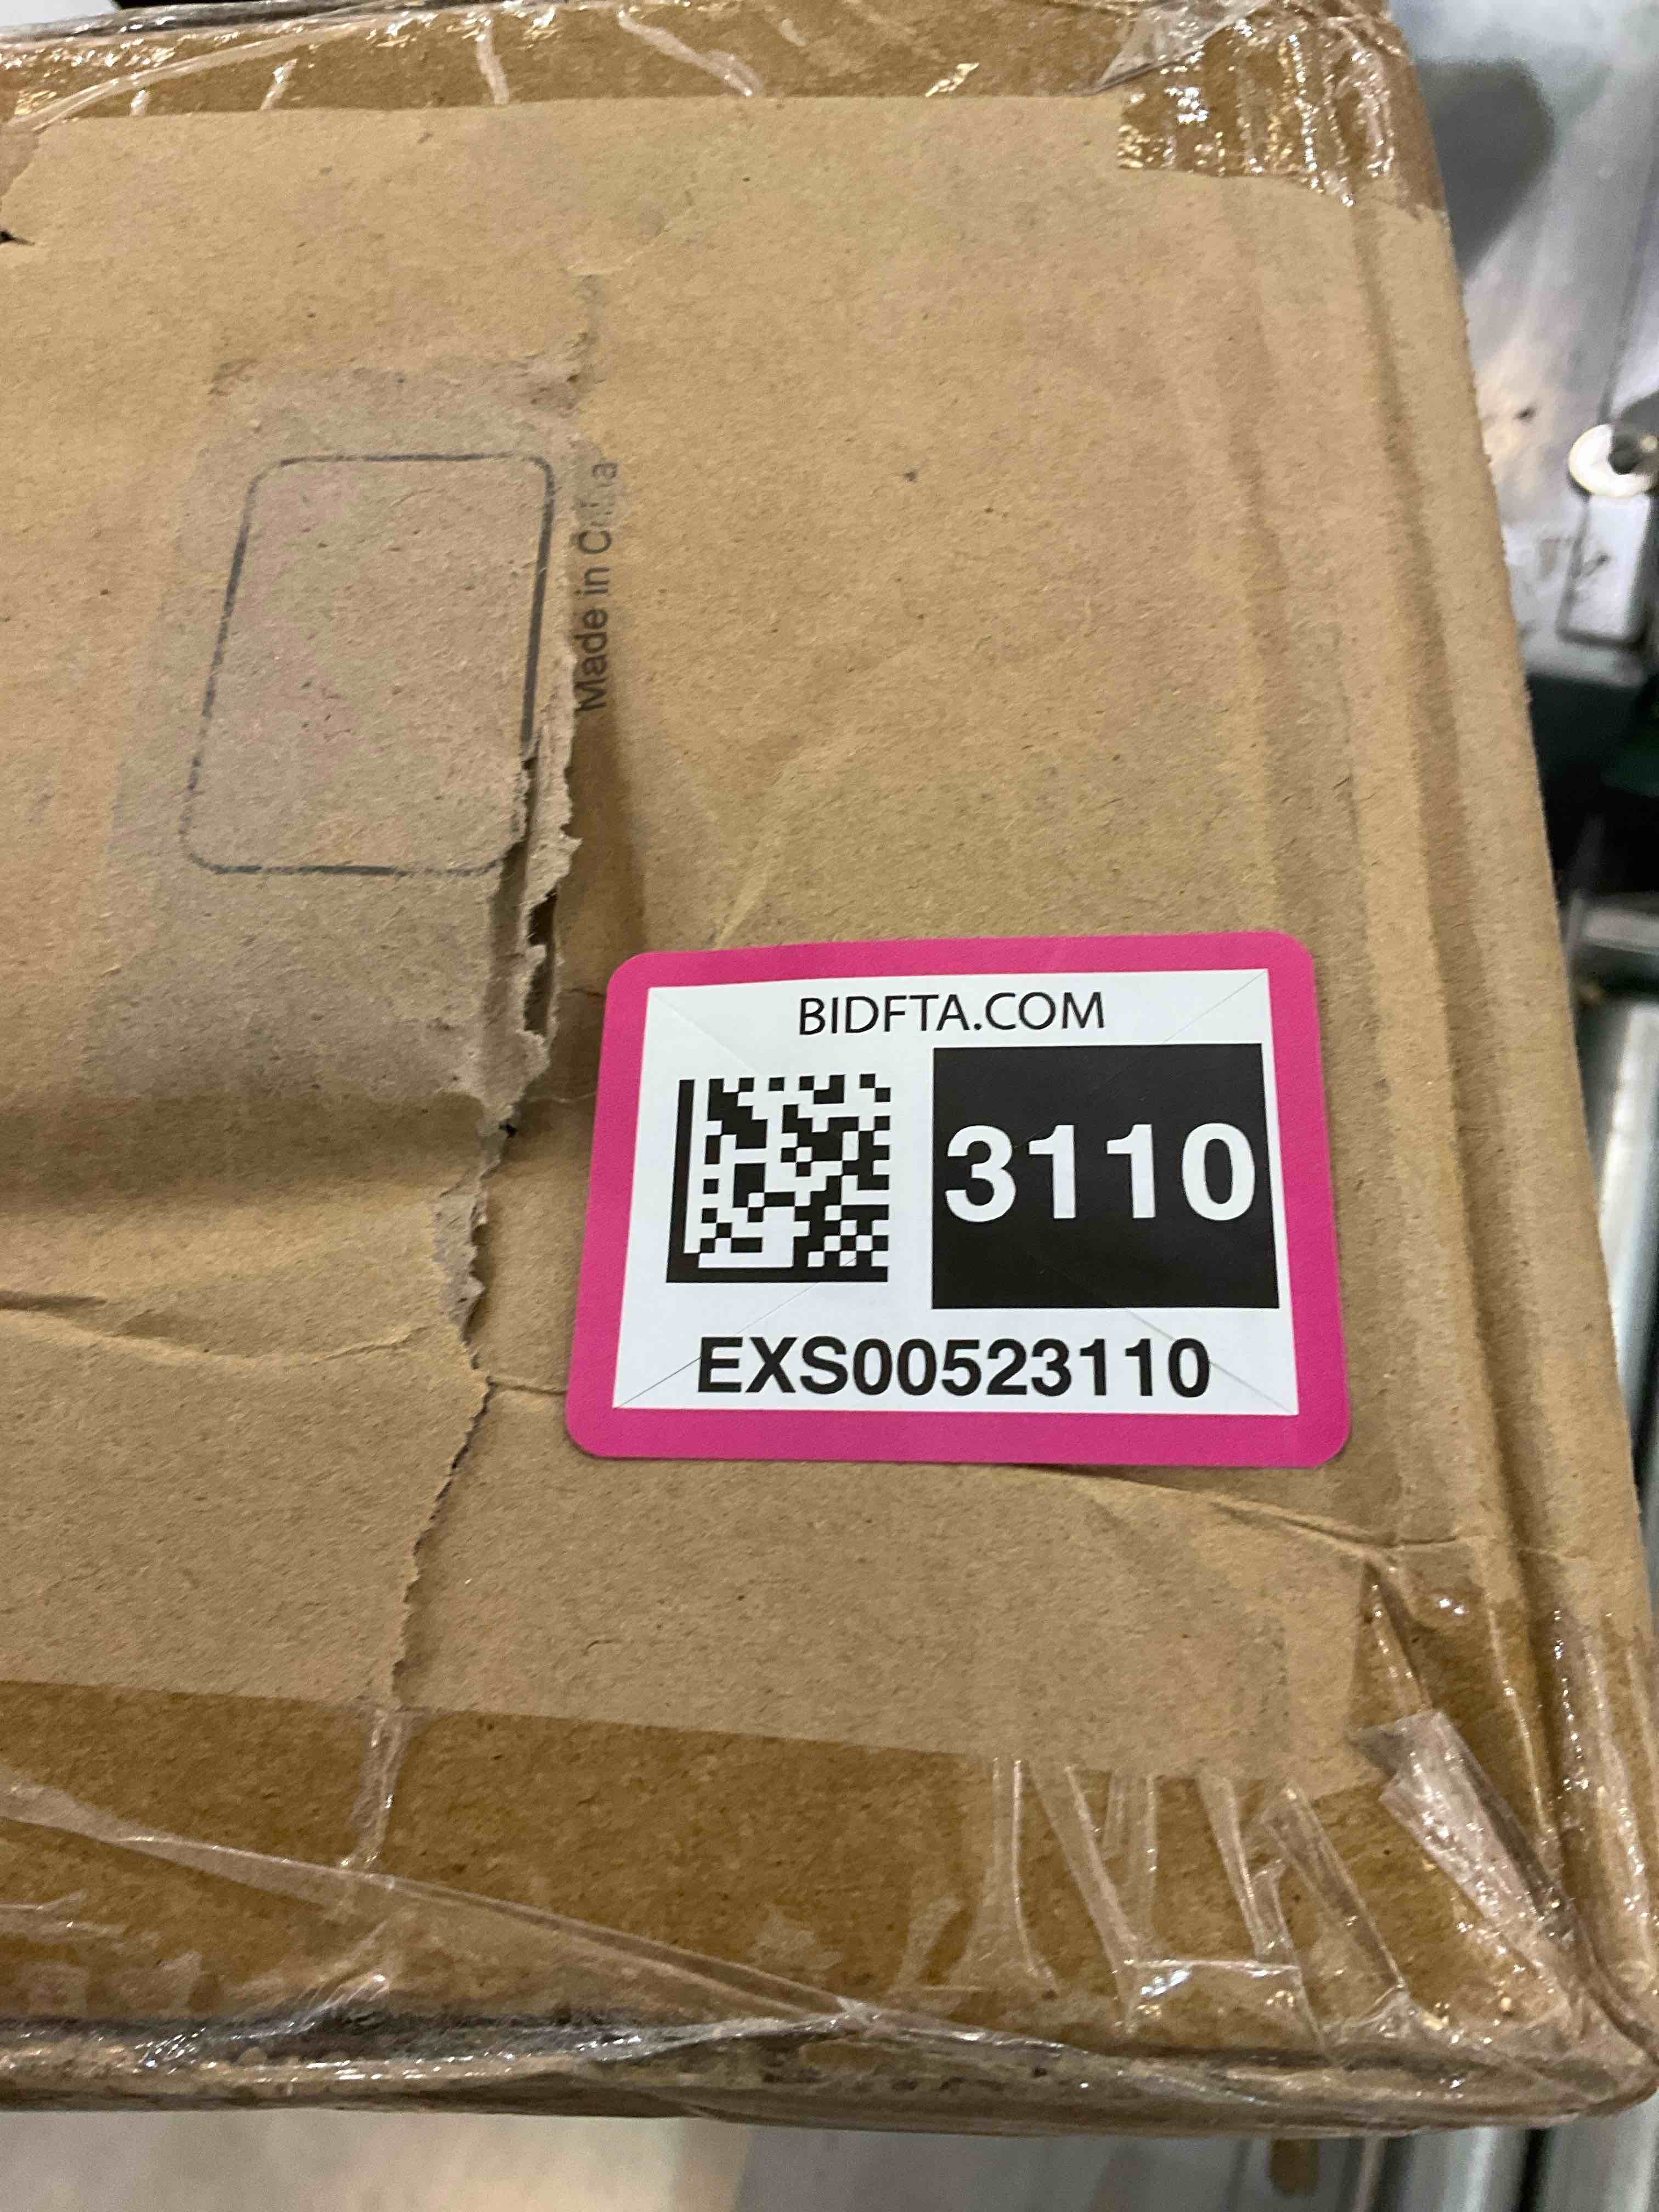 Made in China
BIDFTA.COM
3110
EXS00523110